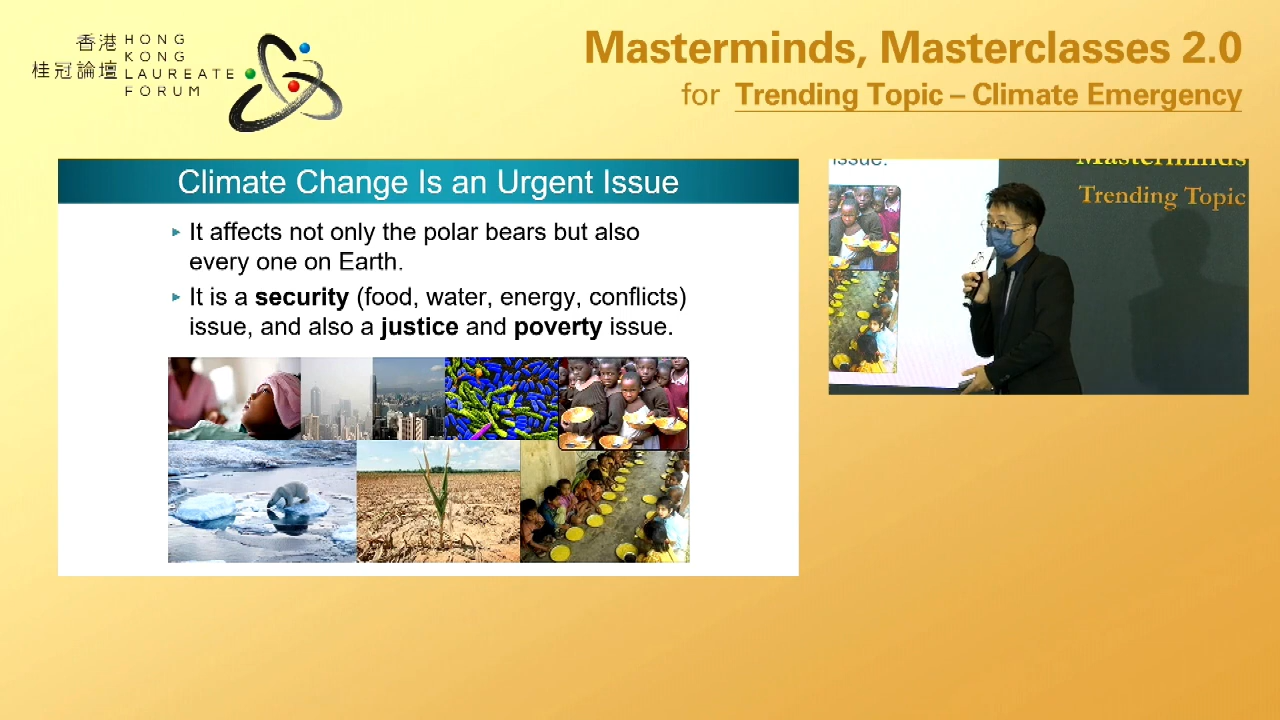 香港
桂冠論壇
HONG
KONG
LAUREATE
FORUM
Masterminds, Masterclasses 2.0
for Trending Topic – Climate Emergency
Climate Change Is an Urgent Issue
It affects not only the polar bears but also
every one on Earth.
It is a security (food, water, energy, conflicts)
issue, and also a justice and poverty issue.
issue.
Masterminds
Trending Topic